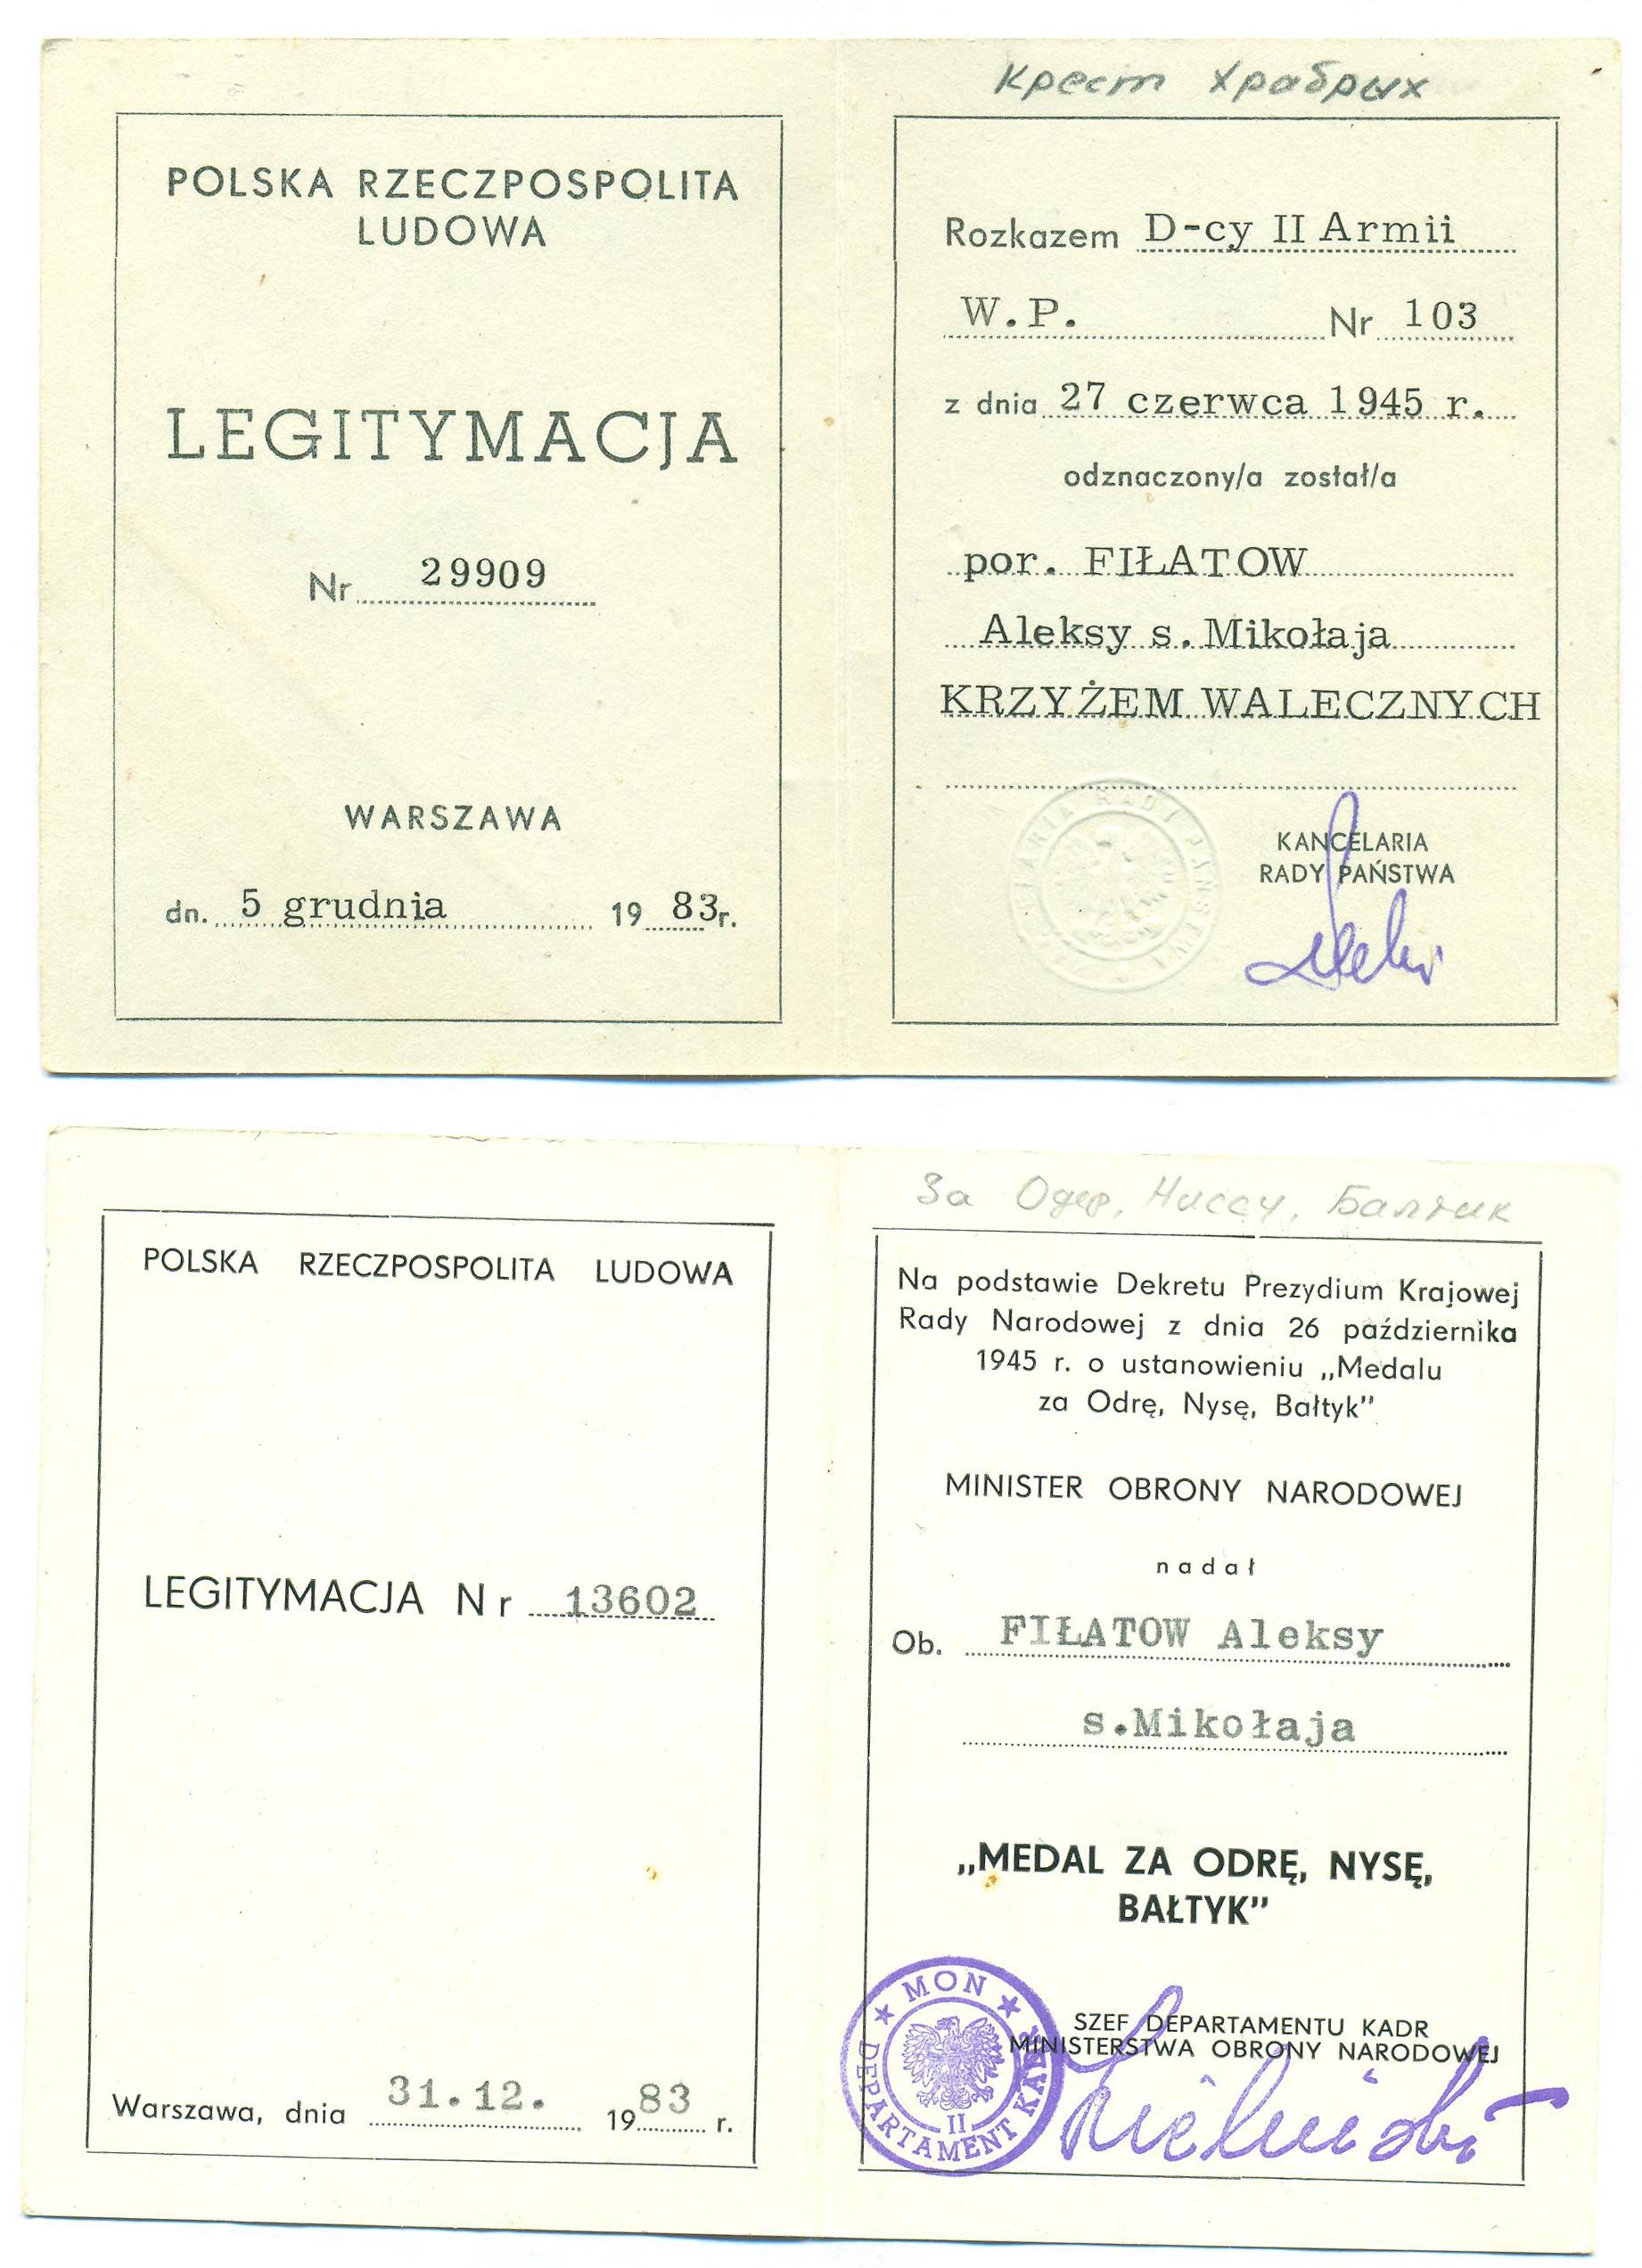 POLSKA RZECZPOSPOLITA
LUDOWA
LEGITYMACJA
Nr 29909
WARSZAWA
dn. 5 grudnia 1983r.
Крест храбрых
Rozkazem D-cy II Armii
W.P. Nr 103
z dnia 27 czerwca 1945 r.
odznaczony/a został/a
por. FIŁATOW
Aleksy s. Mikołaja
KRZYŻEM WALECZNYCH
KANCELARIA
RADY PAŃSTWA
POLSKA RZECZPOSPOLITA LUDOWA
LEGITYMACJA Nr 13602
Warszawa, dnia 31.12. 1983 r.
За Одер, Ниссу, Балтик
Na podstawie Dekretu Prezydium Krajowej
Rady Narodowej z dnia 26 października
1945 r. o ustanowieniu „Medalu
za Odrę, Nysę, Bałtyk”
MINISTER OBRONY NARODOWEJ
nadał
Ob. FIŁATOW Aleksy
s.Mikołaja
„MEDAL ZA ODRĘ, NYSĘ,
BAŁTYK”
SZEF DEPARTAMENTU KADR
MINISTERSTWA OBRONY NARODOWEJ
MON
DEPARTAMENT KADR
II